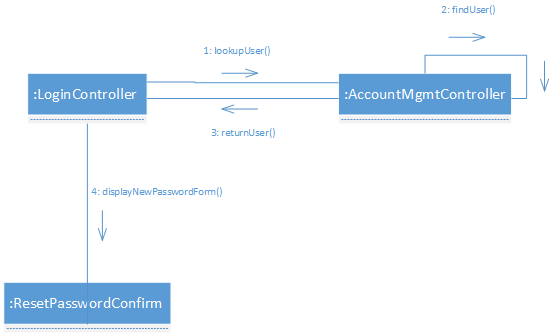 2: findUser()
1: lookupUser()
:LoginController
:AccountMgmtController
3: returnUser()
4: displayNewPasswordForm()
:ResetPasswordConfirm